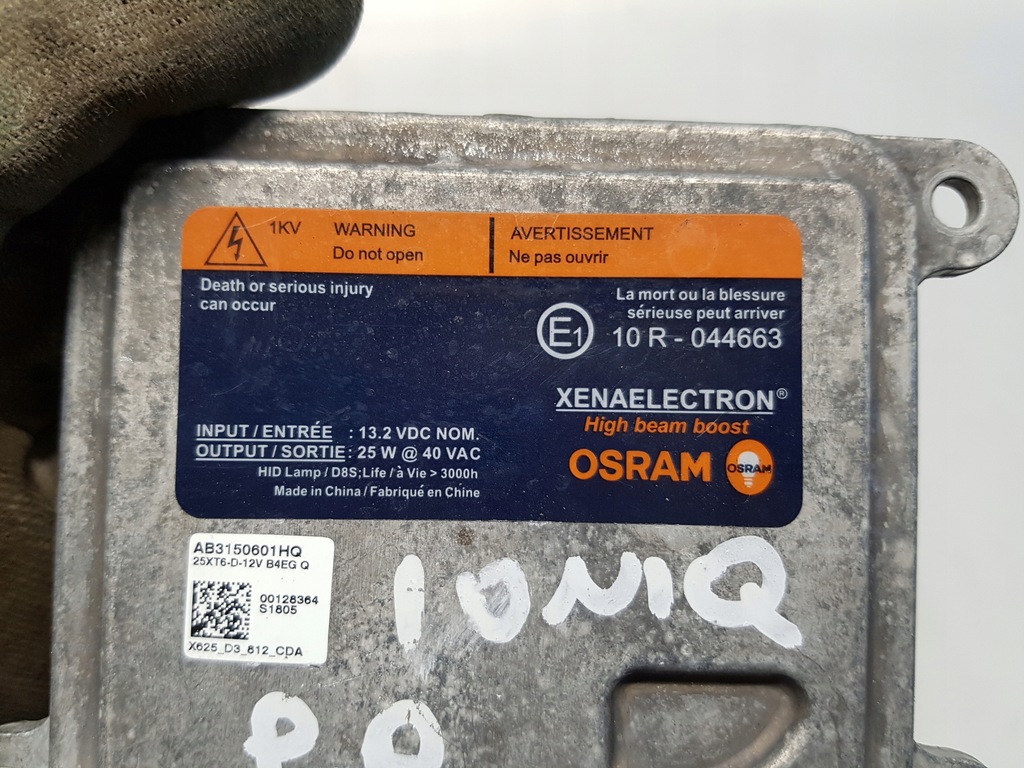 1KV WARNING AVERTISSEMENT
Do not open Ne pas ouvrir
Death or serious injury
can occur
La mort ou la blessure
sérieuse peut arriver
E1 10 R - 044663
XENAELECTRON®
High beam boost
OSRAM OSRAM
INPUT / ENTRÉE : 13.2 VDC NOM.
OUTPUT / SORTIE : 25 W @ 40 VAC
HID Lamp / D8S; Life / à Vie > 3000h
Made in China / Fabriqué en Chine
AB3150601HQ
25XT6-D-12V B4EG Q
00128364
S1805
X625_D3_612_CDA
IONIQ